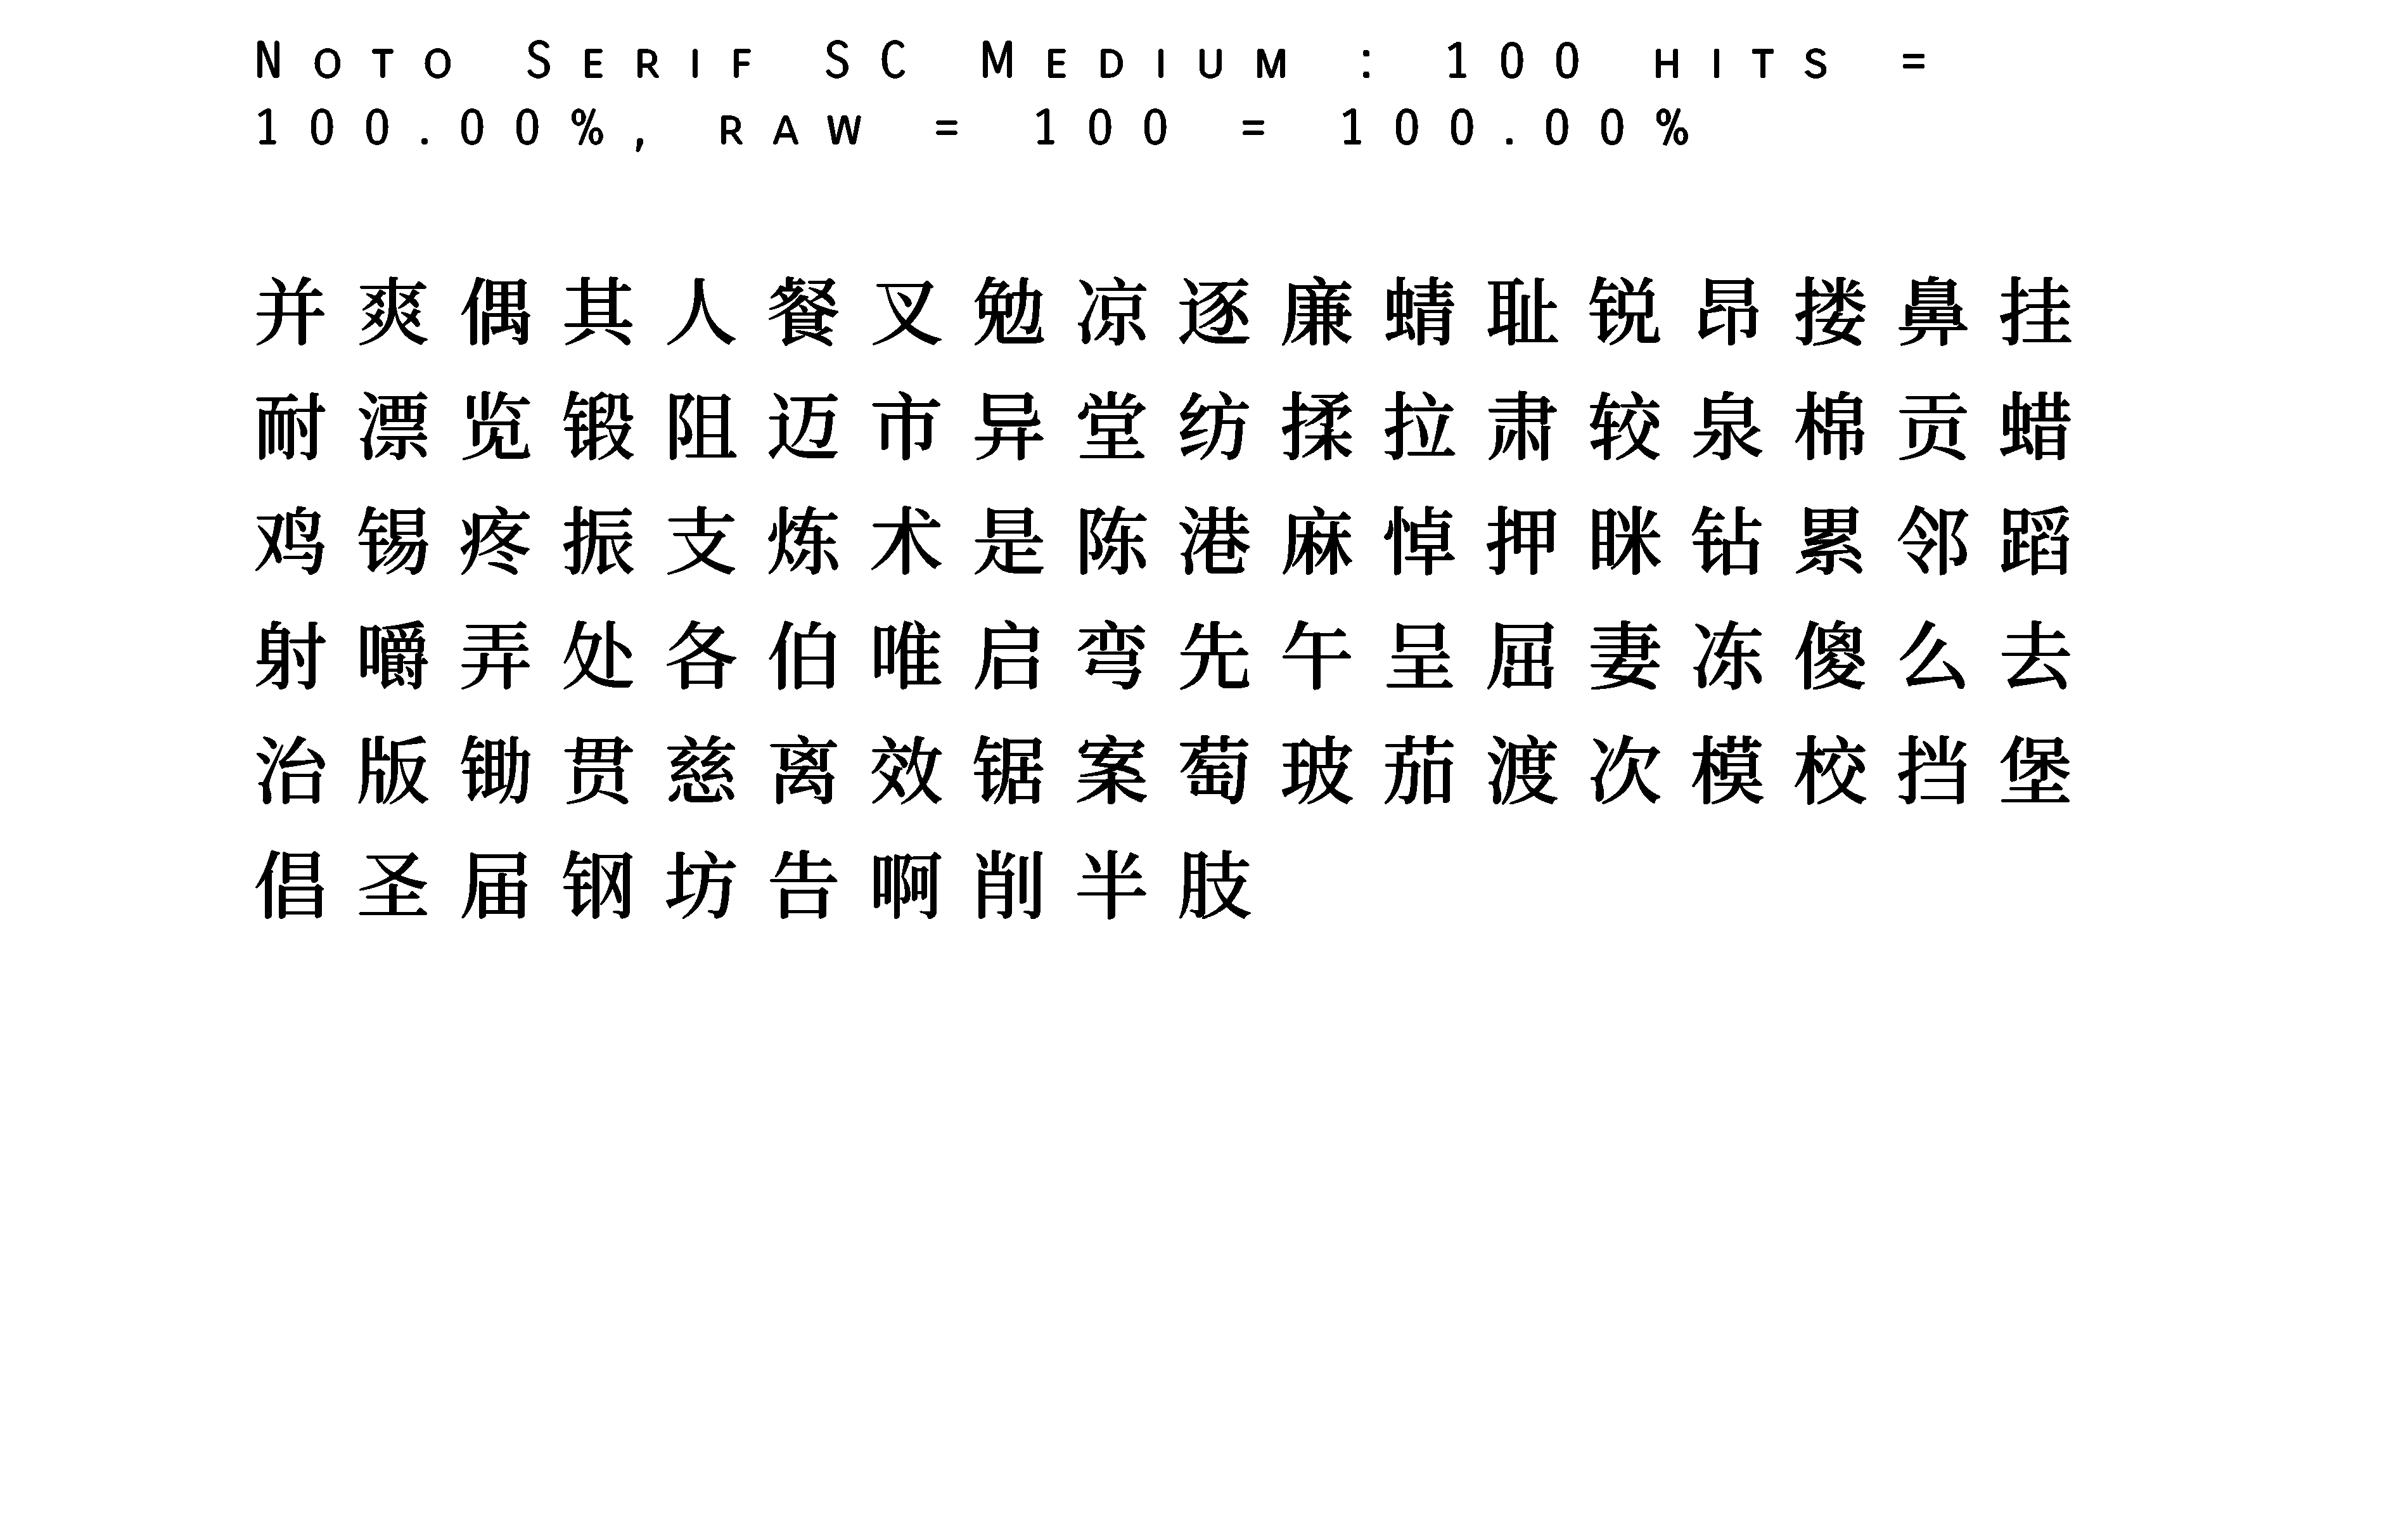 Noto Serif SC Medium : 100 hits =
100.00%, raw = 100 = 100.00%
并爽偶其人餐叉勉凉逐廉蜻耻锐昂搂鼻挂
耐漂览锻阻迈市异堂纺揉拉肃较泉棉贡蜡
鸡锡疼振支炼术是陈港麻悼押眯钻累邻蹈
射嚼弄处各伯唯启弯先午呈屈妻冻傻么去
治版锄贯慈离效锯案萄玻茄渡次模校挡堡
倡圣届钢坊告啊削半肢